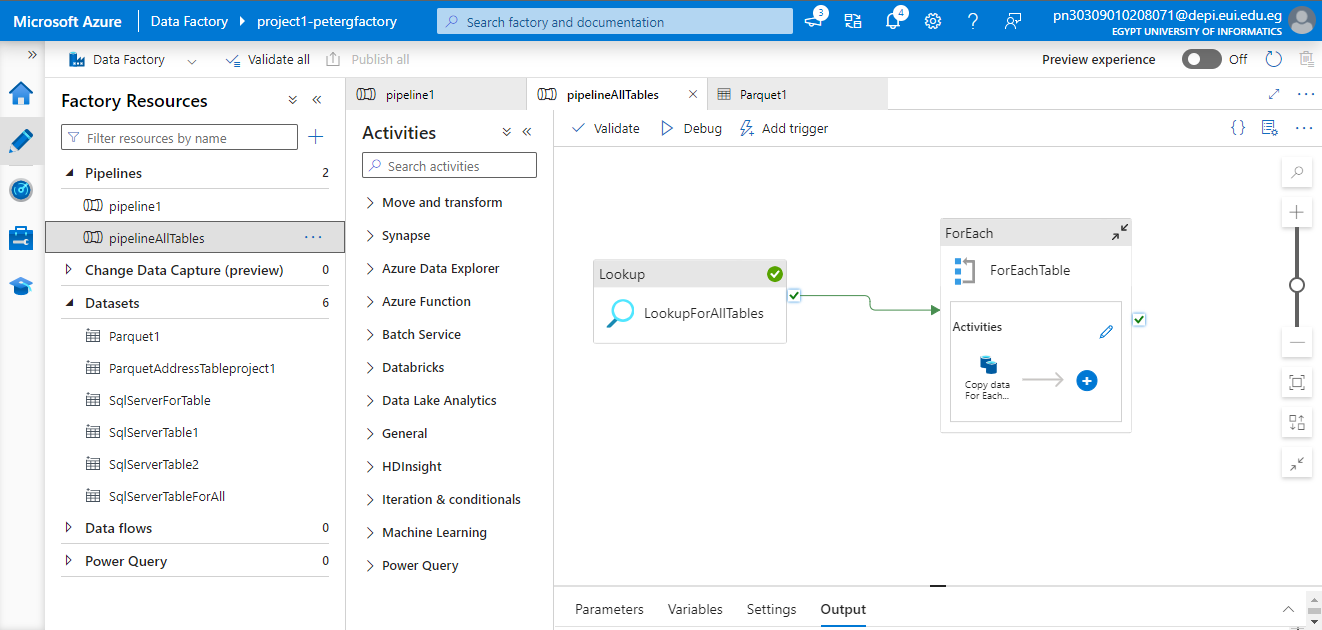 Microsoft Azure
Data Factory
project1-petergfactory
Search factory and documentation
3
4
pn30309010208071@depi.eui.edu.eg
EGYPT UNIVERSITY OF INFORMATICS
Data Factory
Validate all
Publish all
Preview experience
Off
Factory Resources
Filter resources by name
Pipelines 2
pipeline1
pipelineAllTables
Change Data Capture (preview) 0
Datasets 6
Parquet1
ParquetAddressTableproject1
SqlServerForTable
SqlServerTable1
SqlServerTable2
SqlServerTableForAll
Data flows 0
Power Query 0
pipeline1
pipelineAllTables
Parquet1
Activities
Search activities
Move and transform
Synapse
Azure Data Explorer
Azure Function
Batch Service
Databricks
Data Lake Analytics
General
HDInsight
Iteration & conditionals
Machine Learning
Power Query
Validate
Debug
Add trigger
Lookup
LookupForAllTables
ForEach
ForEachTable
Activities
Copy data
For Each...
Parameters
Variables
Settings
Output